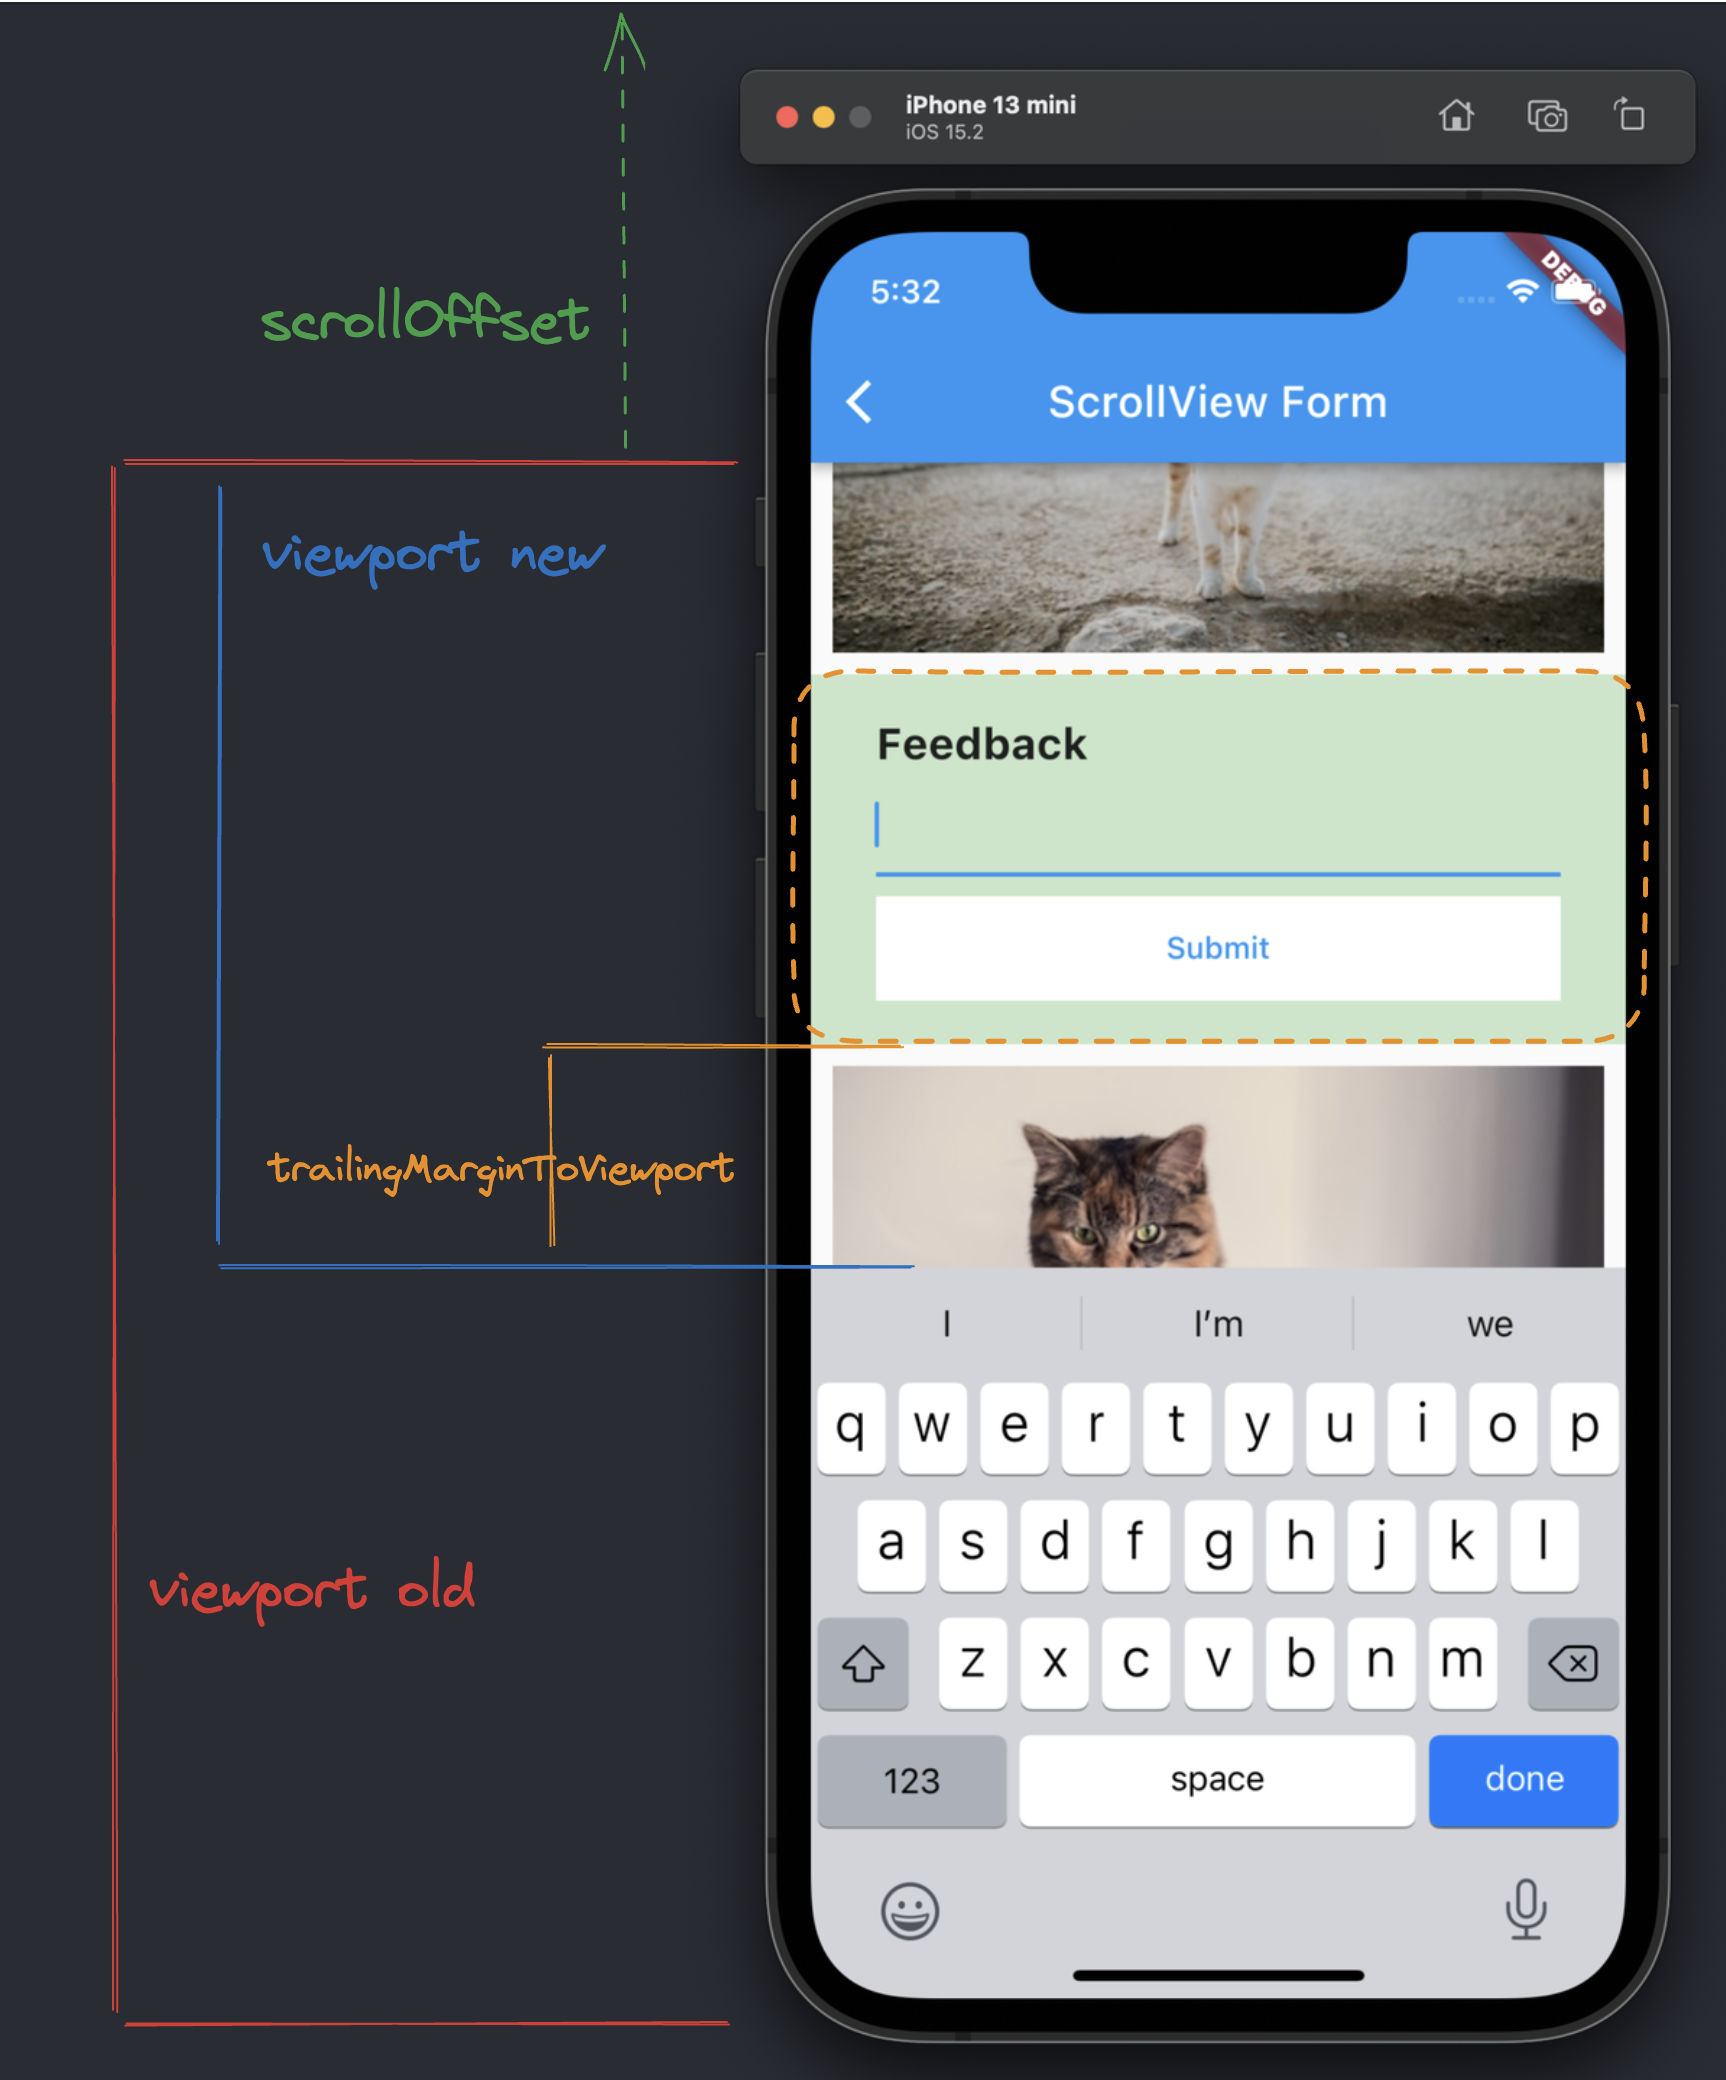 iPhone 13 mini
iOS 15.2
5:32
DEBUG
scrollOffset
ScrollView Form
viewport new
Feedback
Submit
trailingMarginToViewport
I
I'm
we
q w e r t y u i o p
a s d f g h j k l
viewport old
z x c v b n m
123
space
done